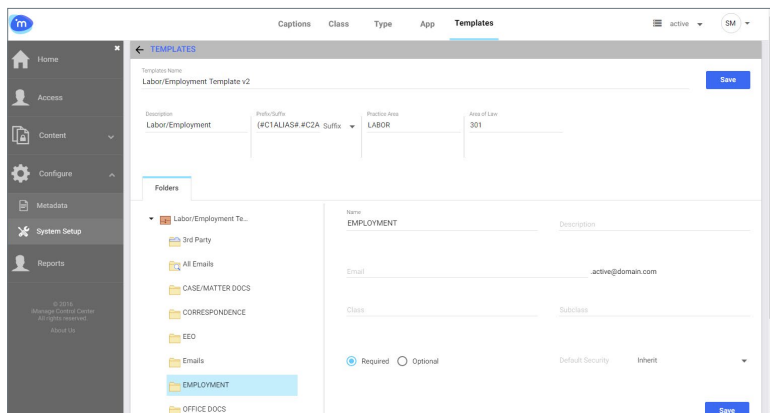 m
Captions Class Type App Templates active SM
Home
TEMPLATES
Templates Name
Labor/Employment Template v2
Save
Access
Description Prefix/Suffix Practice Area Area of Law
Labor/Employment (#C1ALIAS#.#C2A Suffix LABOR 301
Content
Configure
Folders
Metadata
Labor/Employment Te...
Name
EMPLOYMENT Description
System Setup
3rd Party
Reports
All Emails
Email .active@domain.com
CASE/MATTER DOCS
© 2016
iManage Control Center
All rights reserved.
About Us
CORRESPONDENCE
Class Subclass
EEO
Emails
Required Optional Default Security Inherit
EMPLOYMENT
OFFICE DOCS
Save